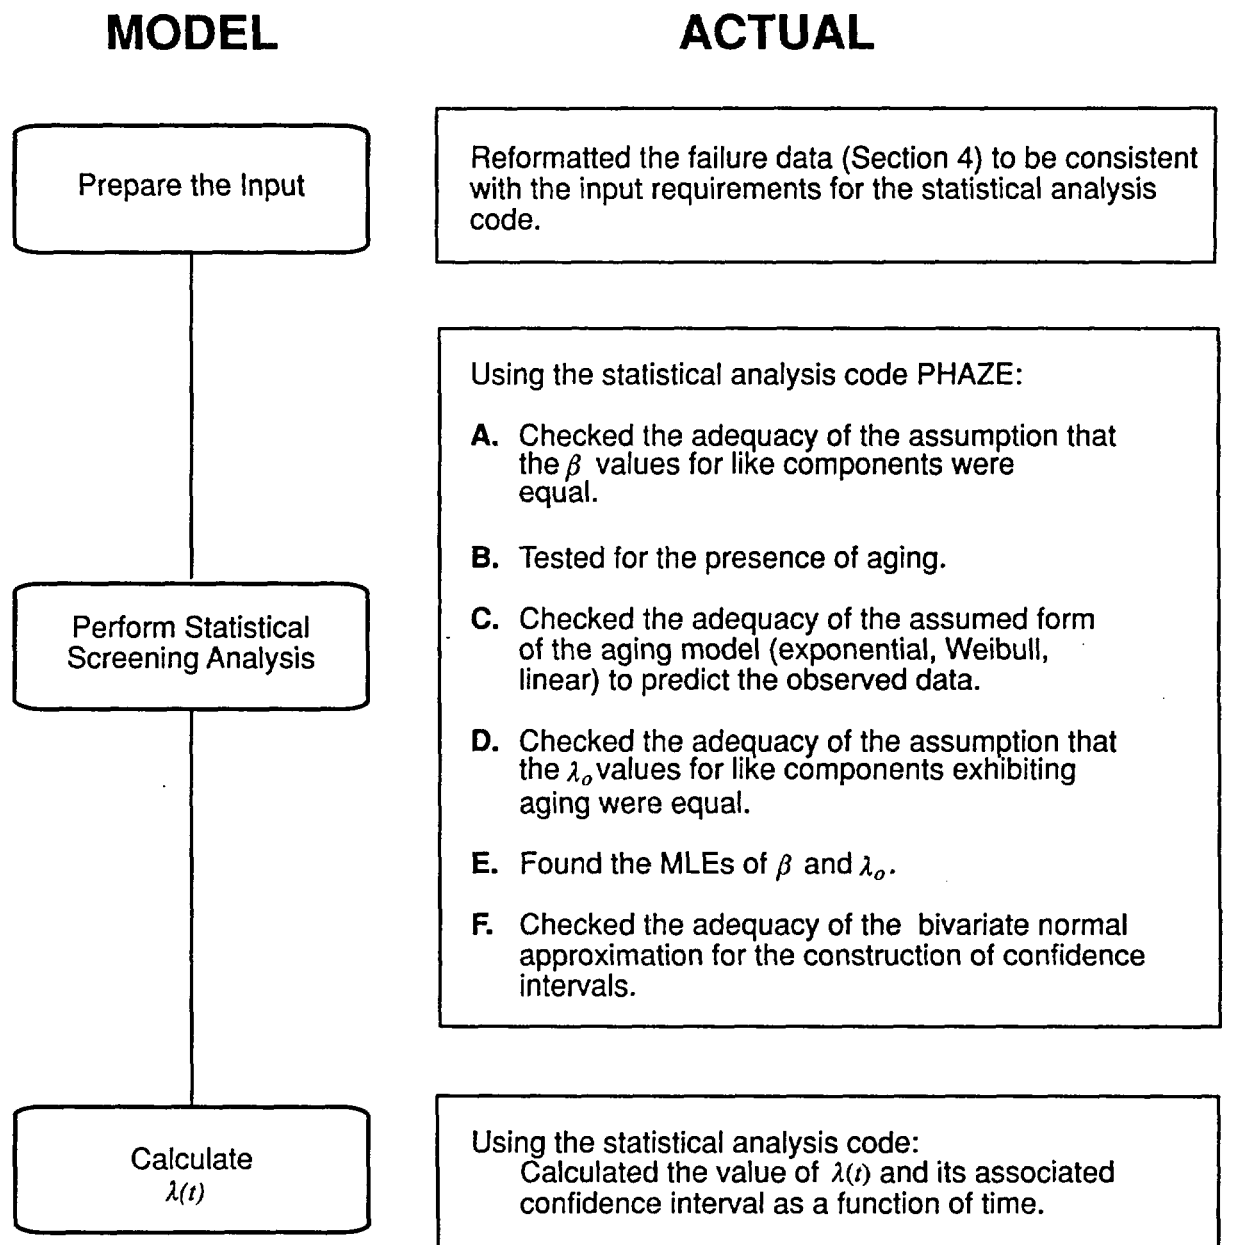 MODEL
ACTUAL
Prepare the Input
Reformatted the failure data (Section 4) to be consistent
with the input requirements for the statistical analysis
code.
Perform Statistical
Screening Analysis
Using the statistical analysis code PHAZE:
A. Checked the adequacy of the assumption that
the β values for like components were
equal.
B. Tested for the presence of aging.
C. Checked the adequacy of the assumed form
of the aging model (exponential, Weibull,
linear) to predict the observed data.
D. Checked the adequacy of the assumption that
the λₒ values for like components exhibiting
aging were equal.
E. Found the MLEs of β and λₒ.
F. Checked the adequacy of the bivariate normal
approximation for the construction of confidence
intervals.
Calculate
λ(t)
Using the statistical analysis code:
Calculated the value of λ(t) and its associated
confidence interval as a function of time.